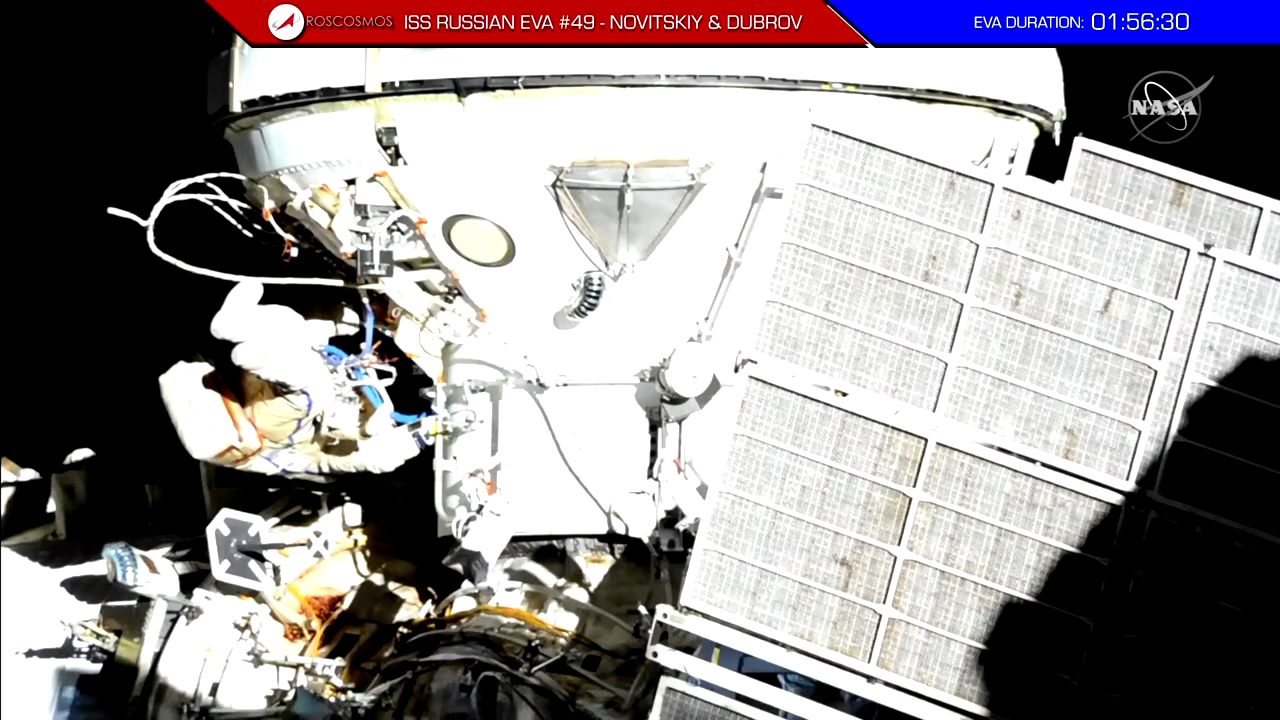 ROSCOSMOS ISS RUSSIAN EVA #49 - NOVITSKIY & DUBROV EVA DURATION: 01:56:30
NASA